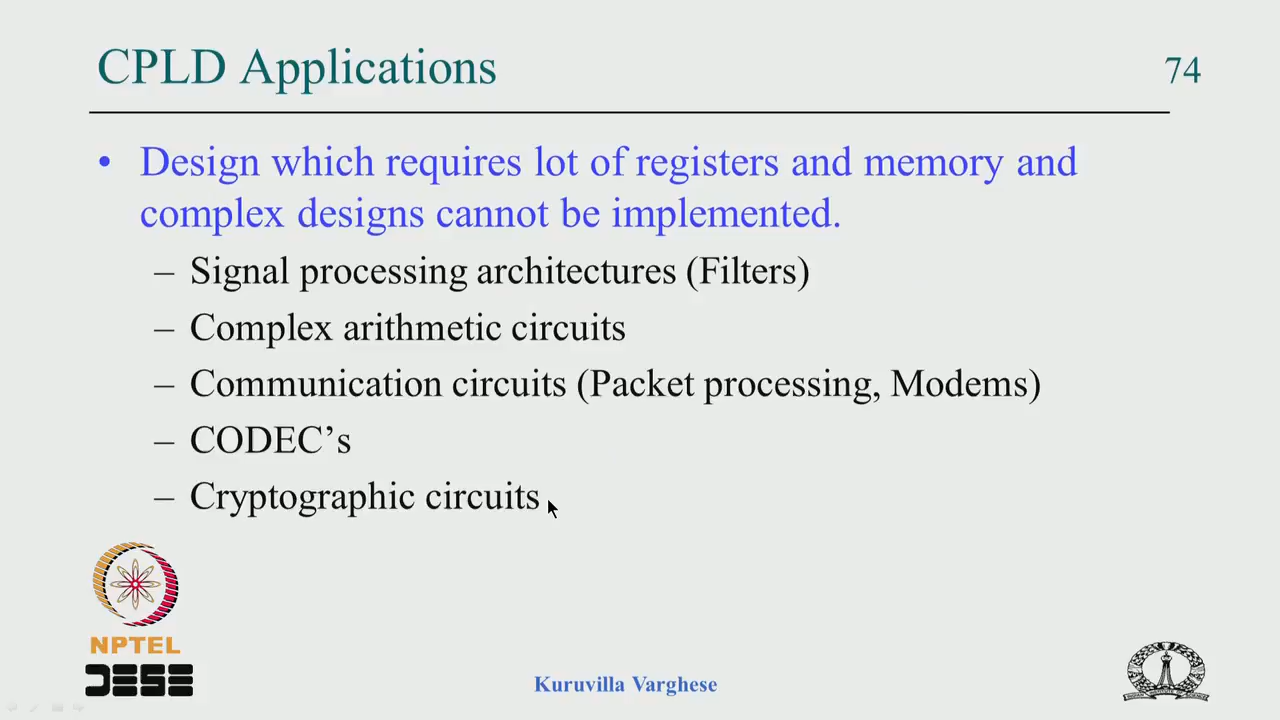 CPLD Applications
74
• Design which requires lot of registers and memory and
complex designs cannot be implemented.
– Signal processing architectures (Filters)
– Complex arithmetic circuits
– Communication circuits (Packet processing, Modems)
– CODEC’s
– Cryptographic circuits
NPTEL
DESE
Kuruvilla Varghese